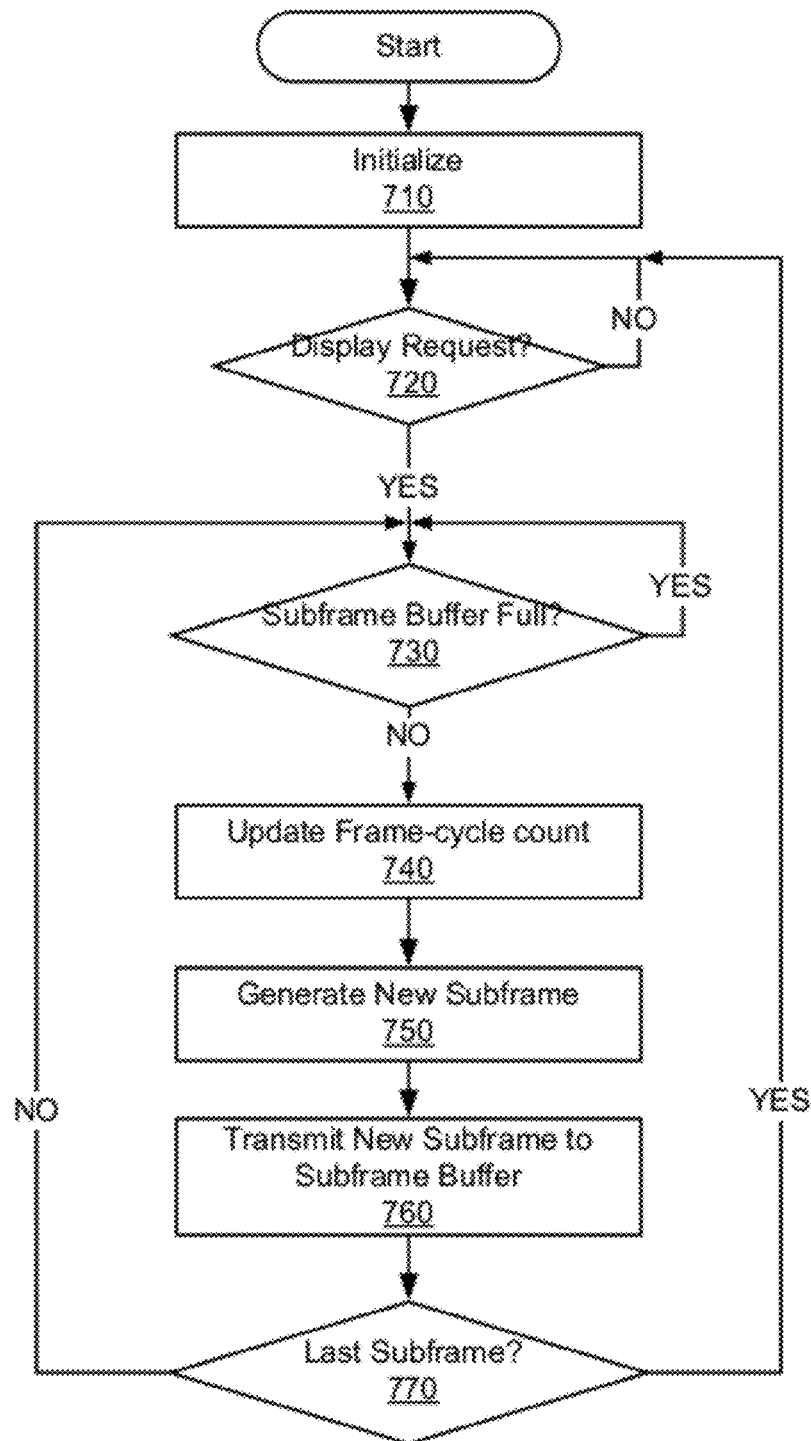 Start
Initialize
710
NO
Display Request?
720
YES
YES
Subframe Buffer Full?
730
NO
Update Frame-cycle count
740
Generate New Subframe
750
NO
YES
Transmit New Subframe to
Subframe Buffer
760
Last Subframe?
770